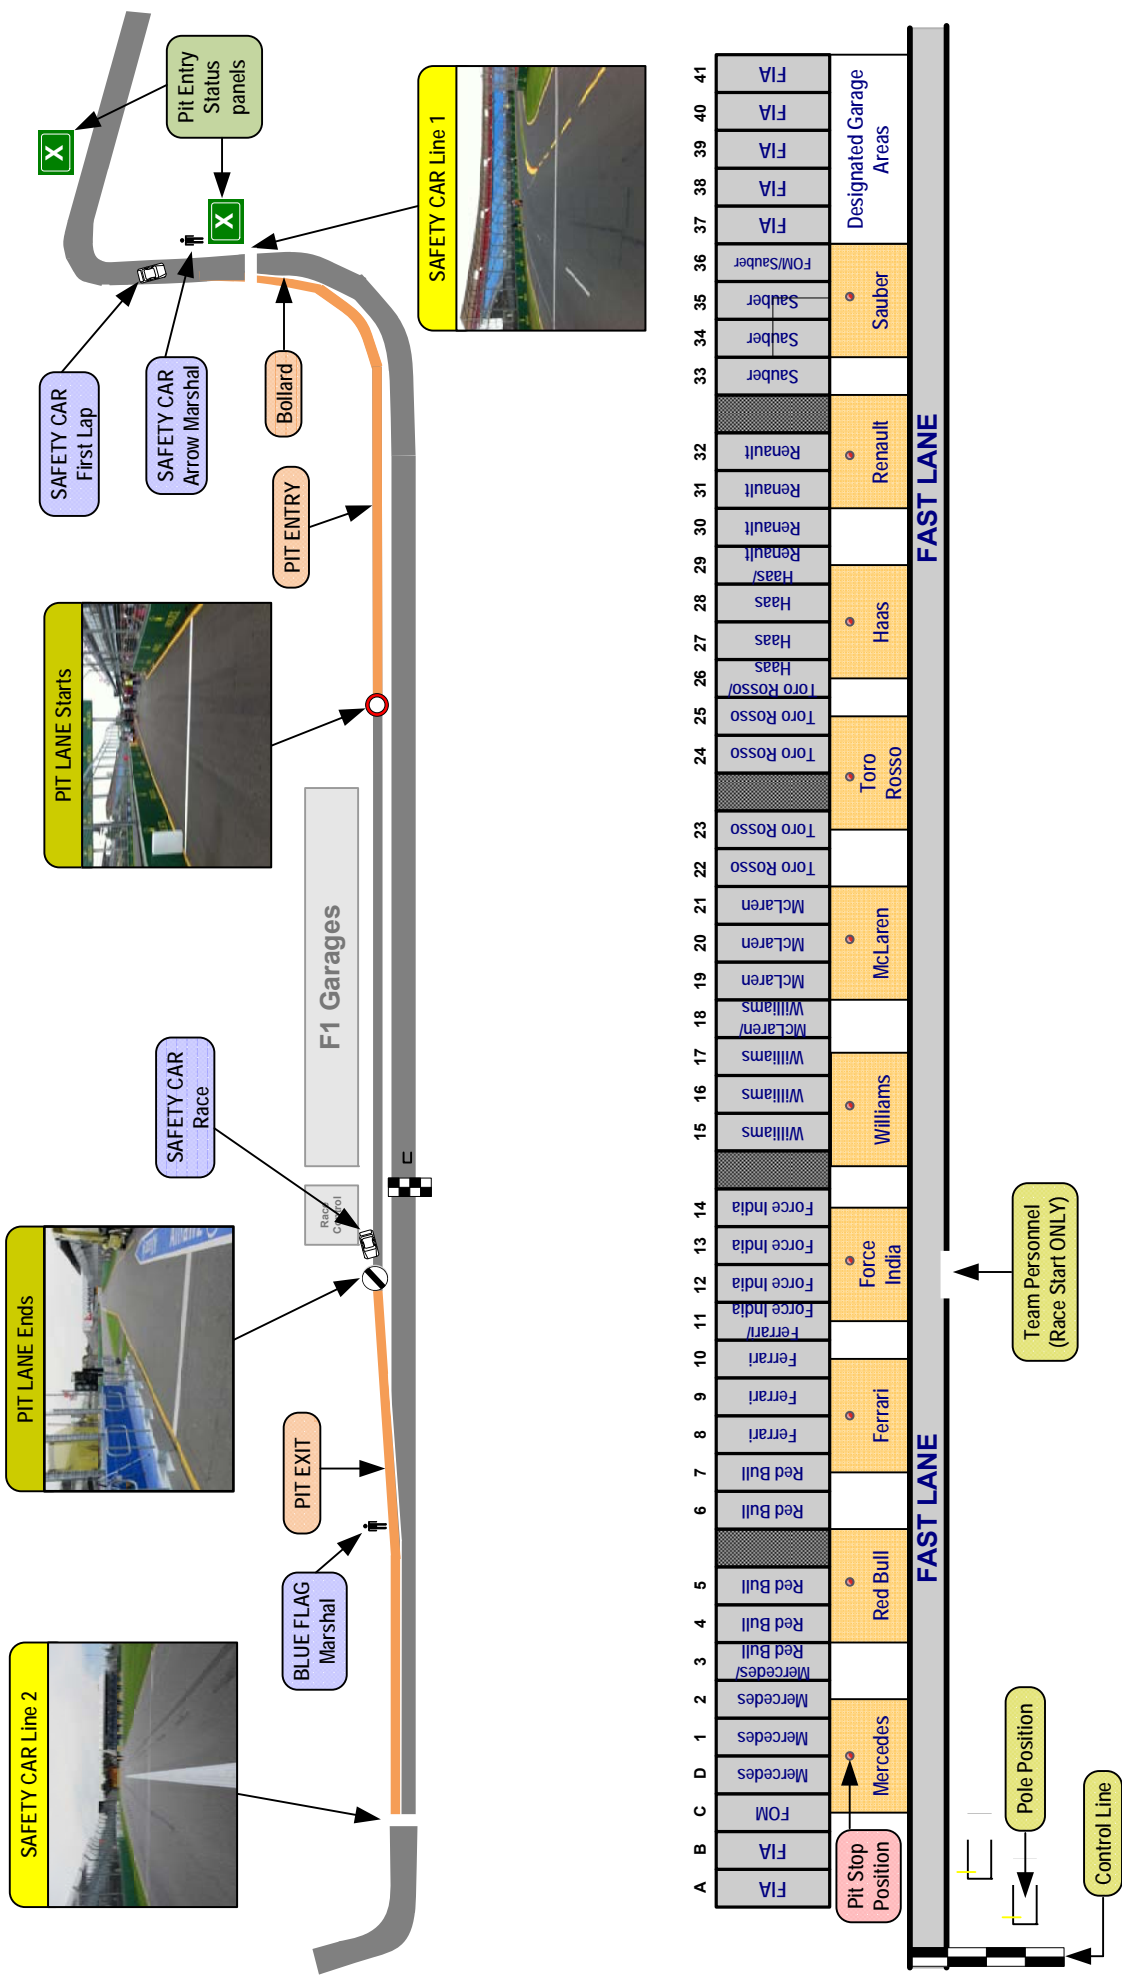 SAFETY CAR Line 2
PIT LANE Ends
PIT LANE Starts
SAFETY CAR
First Lap
Pit Entry
Status
panels
X
X
SAFETY CAR
Arrow Marshal
Bollard
SAFETY CAR Line 1
PIT ENTRY
SAFETY CAR
Race
F1 Garages
Race
Control
PIT EXIT
BLUE FLAG
Marshal
A
B
C
D
1
2
3
4
5
6
7
8
9
10
11
12
13
14
15
16
17
18
19
20
21
22
23
24
25
26
27
28
29
30
31
32
33
34
35
36
37
38
39
40
41
FIA
FIA
FOM
Mercedes
Mercedes
Mercedes
Mercedes/
Red Bull
Red Bull
Red Bull
Red Bull
Red Bull
Ferrari
Ferrari
Ferrari
Ferrari/
Force India
Force India
Force India
Force India
Williams
Williams
Williams
McLaren/
Williams
McLaren
McLaren
McLaren
Toro Rosso
Toro Rosso
Toro Rosso
Toro Rosso
Toro Rosso/
Haas
Haas
Haas
Haas/
Renault
Renault
Renault
Renault
Sauber
Sauber
Sauber
FOM/Sauber
FIA
FIA
FIA
FIA
FIA
Pit Stop
Position
Mercedes
Red Bull
Ferrari
Force
India
Williams
McLaren
Toro
Rosso
Haas
Renault
Sauber
Designated Garage
Areas
FAST LANE
FAST LANE
Control Line
Pole Position
Team Personnel
(Race Start ONLY)